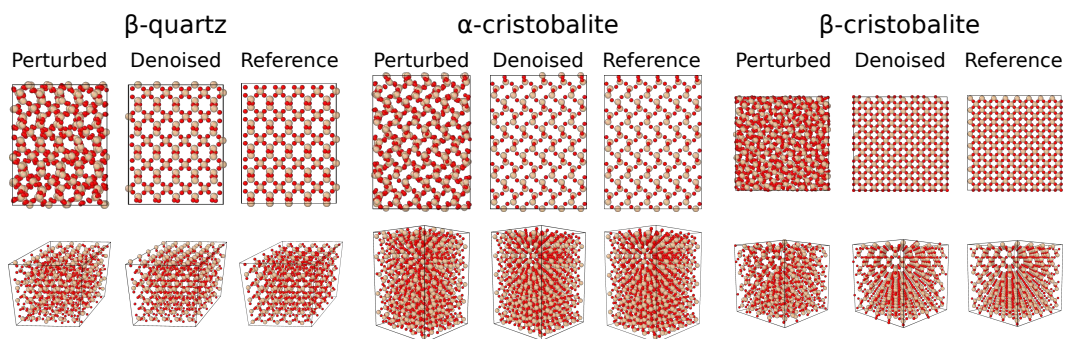 β-quartz
Perturbed Denoised Reference
α-cristobalite
Perturbed Denoised Reference
β-cristobalite
Perturbed Denoised Reference